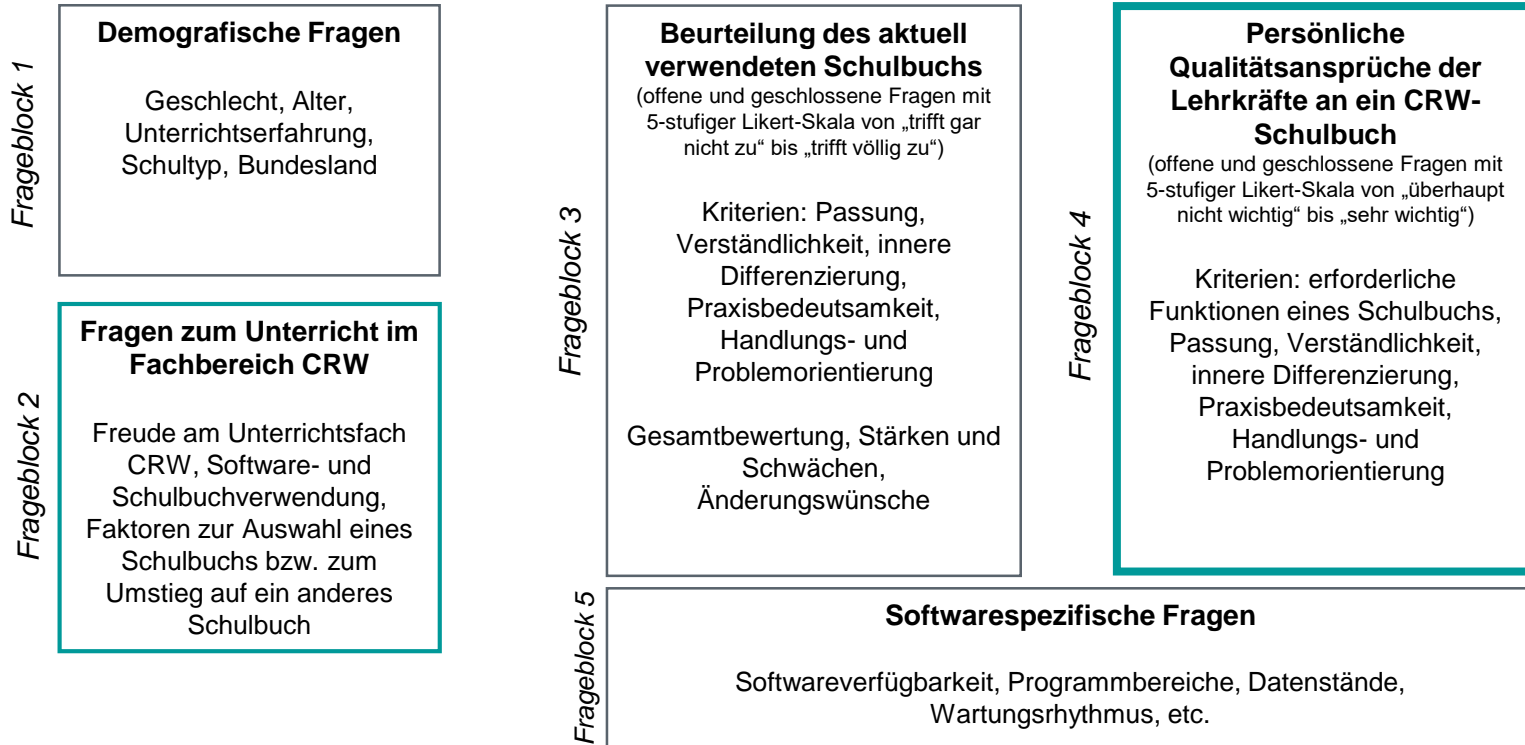 Frageblock 1
Demografische Fragen
Geschlecht, Alter,
Unterrichtserfahrung,
Schultyp, Bundesland
Frageblock 2
Fragen zum Unterricht im
Fachbereich CRW
Freude am Unterrichtsfach
CRW, Software- und
Schulbuchverwendung,
Faktoren zur Auswahl eines
Schulbuchs bzw. zum
Umstieg auf ein anderes
Schulbuch
Frageblock 3
Beurteilung des aktuell
verwendeten Schulbuchs
(offene und geschlossene Fragen mit
5-stufiger Likert-Skala von „trifft gar
nicht zu“ bis „trifft völlig zu“)
Kriterien: Passung,
Verständlichkeit, innere
Differenzierung,
Praxisbedeutsamkeit,
Handlungs- und
Problemorientierung
Gesamtbewertung, Stärken und
Schwächen,
Änderungswünsche
Frageblock 4
Persönliche
Qualitätsansprüche der
Lehrkräfte an ein CRW-
Schulbuch
(offene und geschlossene Fragen mit
5-stufiger Likert-Skala von „überhaupt
nicht wichtig“ bis „sehr wichtig“)
Kriterien: erforderliche
Funktionen eines Schulbuchs,
Passung, Verständlichkeit,
innere Differenzierung,
Praxisbedeutsamkeit,
Handlungs- und
Problemorientierung
Frageblock 5
Softwarespezifische Fragen
Softwareverfügbarkeit, Programmbereiche, Datenstände,
Wartungsrhythmus, etc.